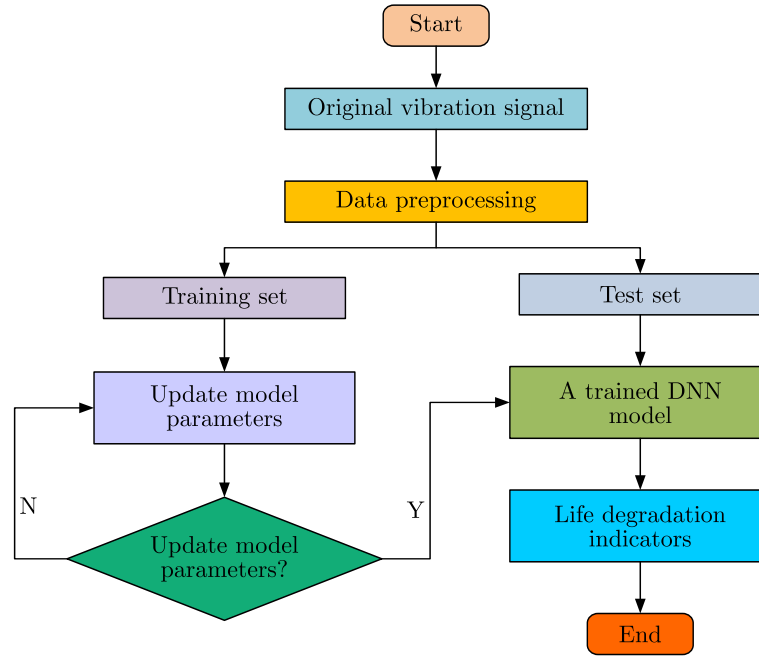 Start
Original vibration signal
Data preprocessing
Training set
Test set
Update model
parameters
A trained DNN
model
N
Y
Update model
parameters?
Life degradation
indicators
End